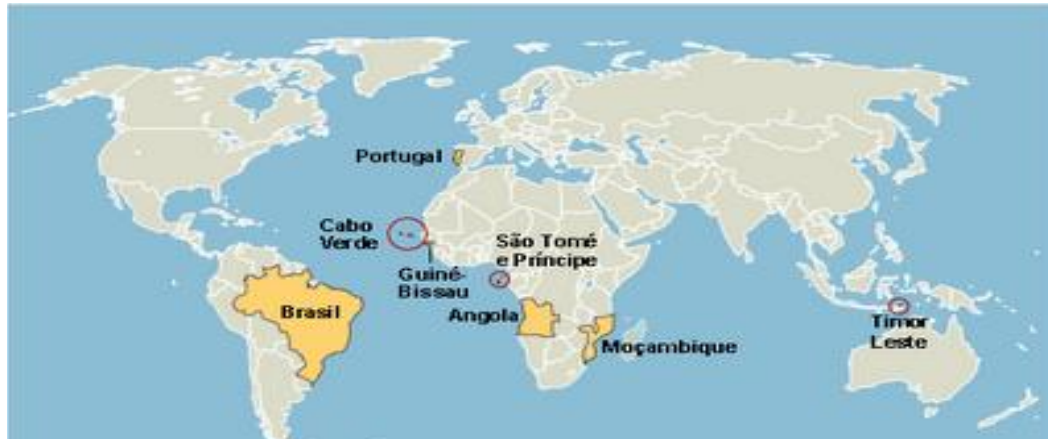 Portugal
Cabo
Verde
São Tomé
e Príncipe
Guiné-
Bissau
Brasil
Angola
Timor
Leste
Moçambique